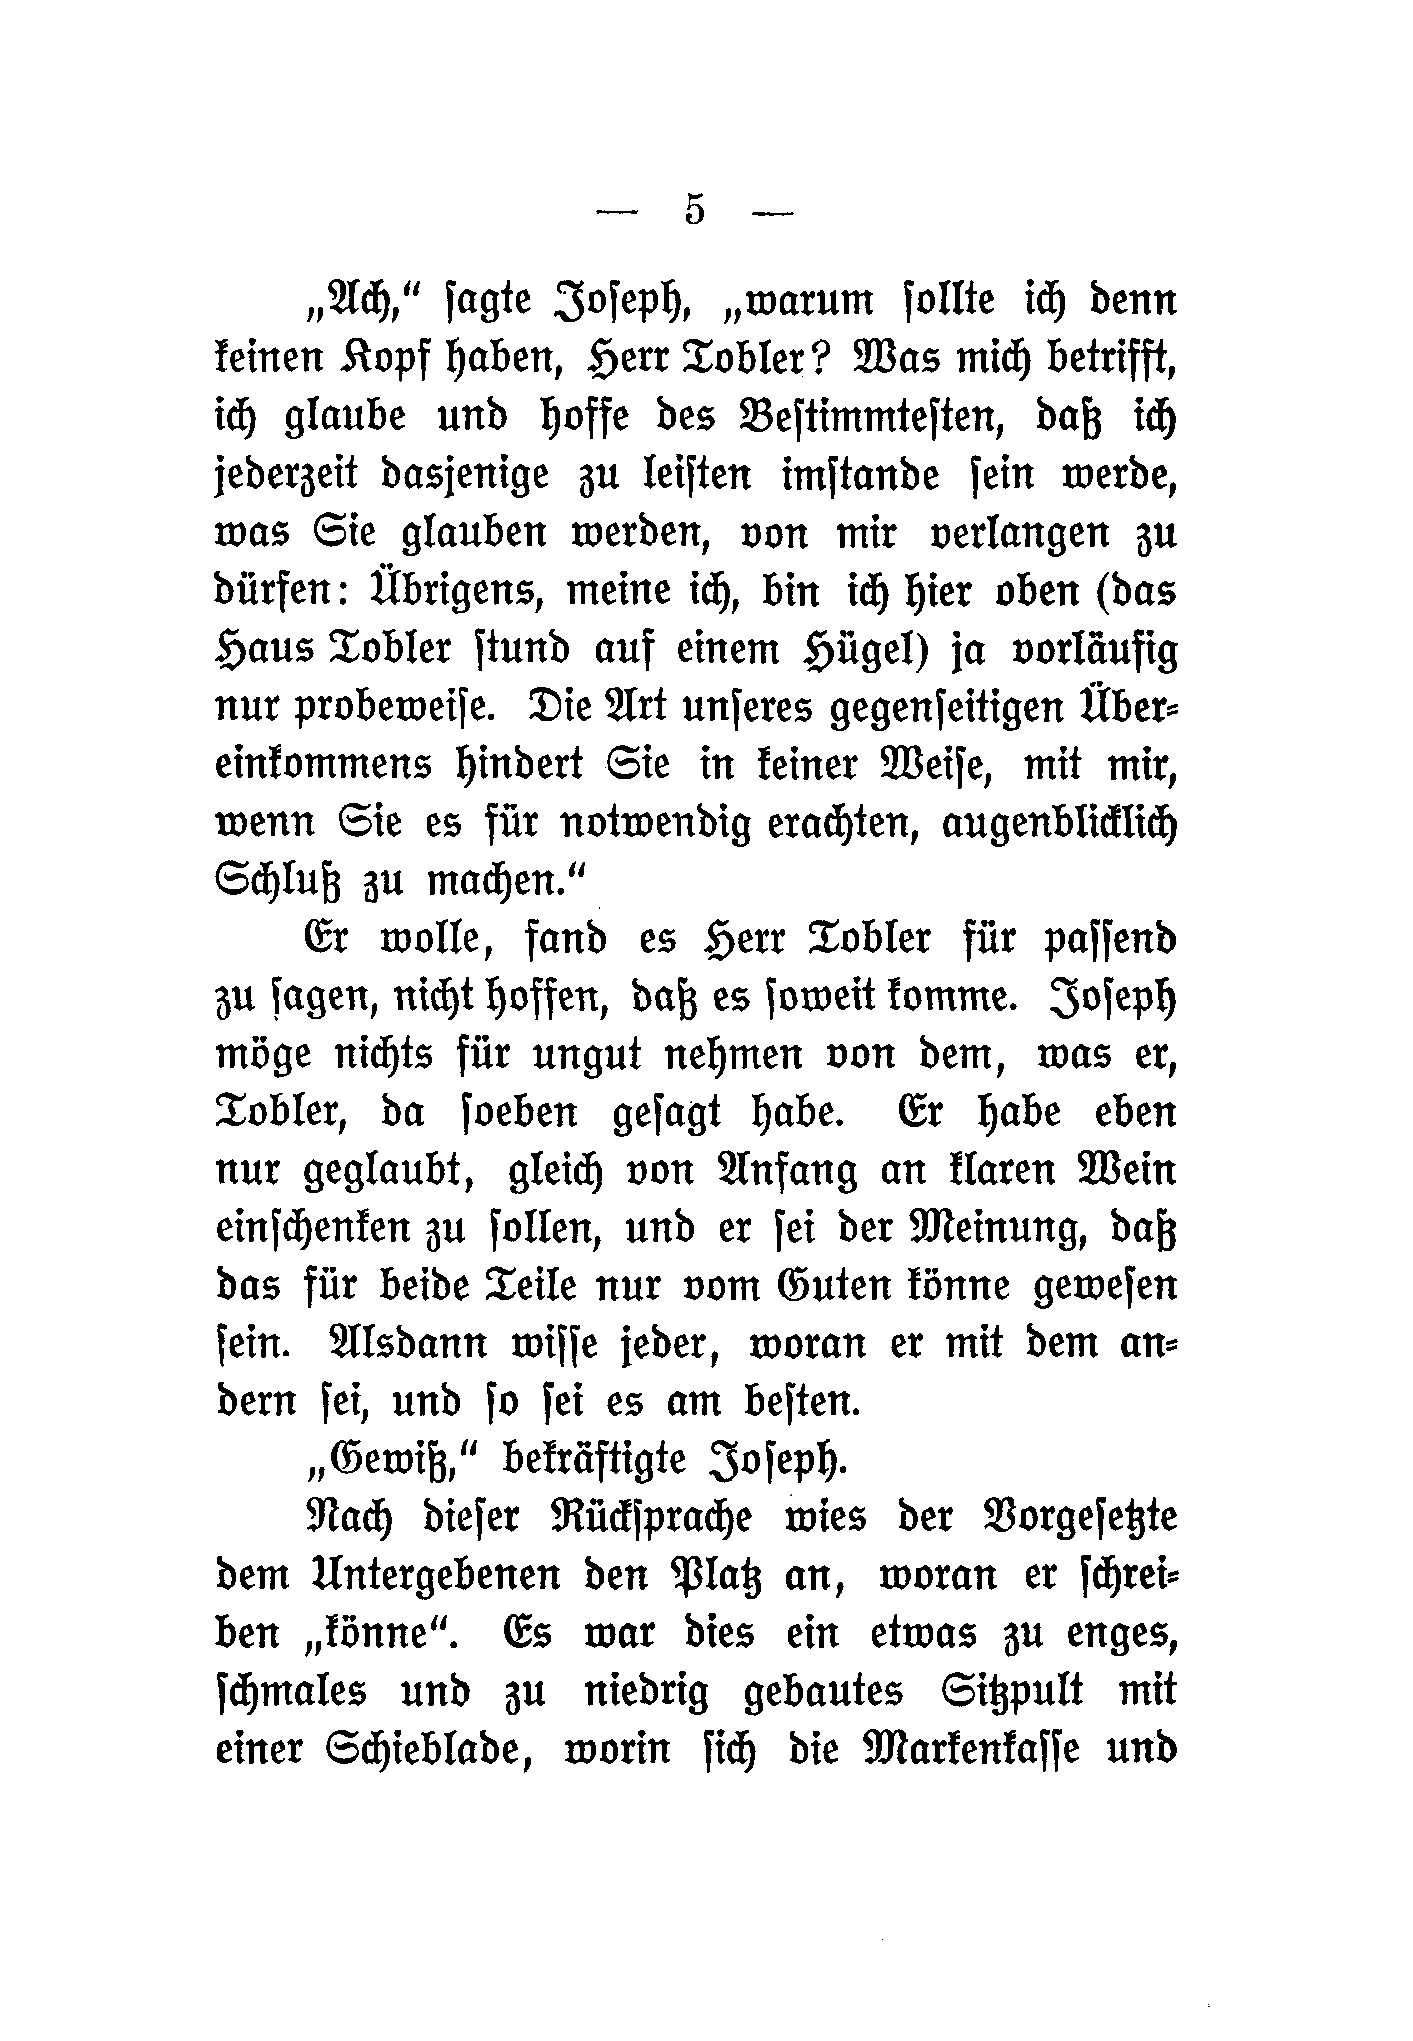 — 5 —
„Ach,“ ſagte Joſeph, „warum ſollte ich denn
keinen Kopf haben, Herr Tobler? Was mich betrifft,
ich glaube und hoffe des Beſtimmteſten, daß ich
jederzeit dasjenige zu leiſten imſtande ſein werde,
was Sie glauben werden, von mir verlangen zu
dürfen: Übrigens, meine ich, bin ich hier oben (das
Haus Tobler ſtund auf einem Hügel) ja vorläufig
nur probeweiſe. Die Art unſeres gegenſeitigen Über⸗
einkommens hindert Sie in keiner Weiſe, mit mir,
wenn Sie es für notwendig erachten, augenblicklich
Schluß zu machen.“
Er wolle, fand es Herr Tobler für paſſend
zu ſagen, nicht hoffen, daß es ſoweit komme. Joſeph
möge nichts für ungut nehmen von dem, was er,
Tobler, da ſoeben geſagt habe. Er habe eben
nur geglaubt, gleich von Anfang an klaren Wein
einſchenken zu ſollen, und er ſei der Meinung, daß
das für beide Teile nur vom Guten könne geweſen
ſein. Alsdann wiſſe jeder, woran er mit dem an⸗
dern ſei, und ſo ſei es am beſten.
„Gewiß,“ bekräftigte Joſeph.
Nach dieſer Rückſprache wies der Vorgeſetzte
dem Untergebenen den Platz an, woran er ſchrei⸗
ben „könne“. Es war dies ein etwas zu enges,
ſchmales und zu niedrig gebautes Sitzpult mit
einer Schieblade, worin ſich die Markenkaſſe und